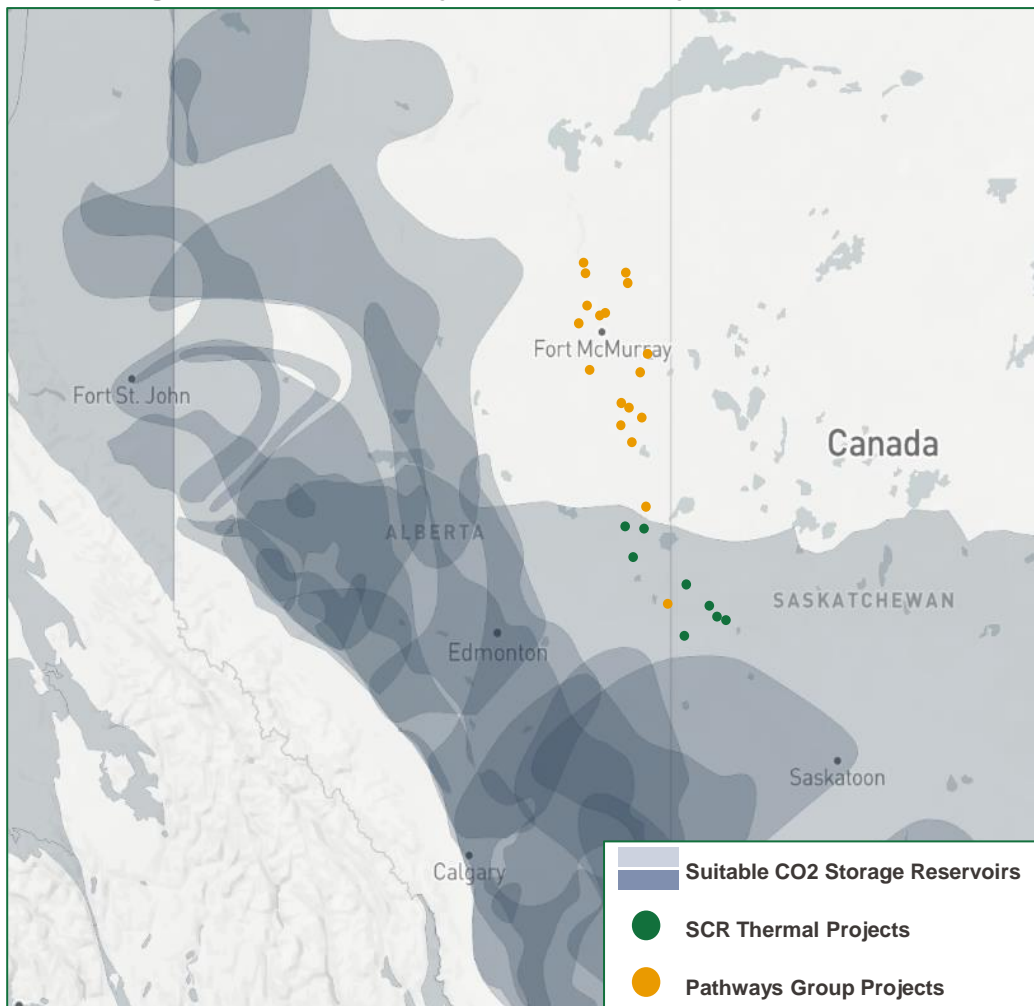 Fort McMurray
Fort St. John
Canada
ALBERTA
SASKATCHEWAN
Edmonton
Saskatoon
Calgary
Suitable CO2 Storage Reservoirs
SCR Thermal Projects
Pathways Group Projects